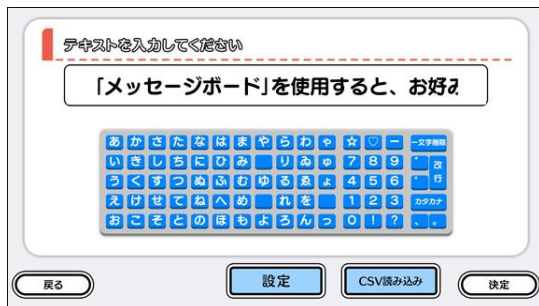 テキストを入力してください
「メッセージボード」を使用すると、お好み
あ か さ た な は ま や ら わ ゃ ☆ ♡ ー 一文字削除
い き し ち に ひ み り ゐ ゅ 7 8 9 ゛ 改行
う く す つ ぬ ふ む ゆ る ゑ ょ 4 5 6 ゜
え け せ て ね へ め れ を 1 2 3 カタカナ
お こ そ と の ほ も よ ろ ん っ 0 ! ? 、 。
戻る 設定 CSV読み込み 決定